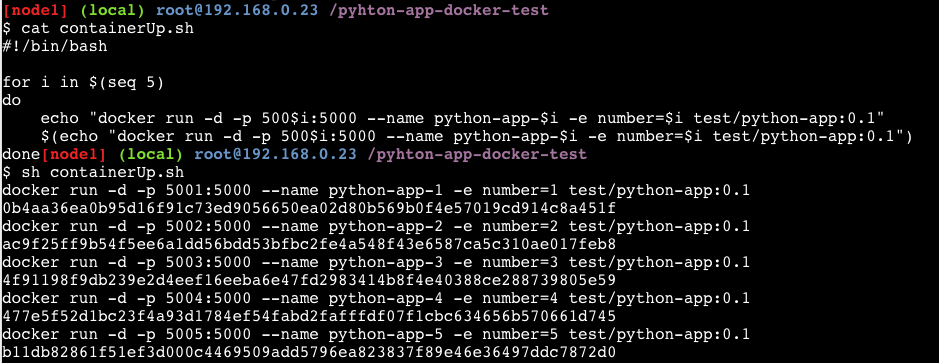 [node1] (local) root@192.168.0.23 /pyhton-app-docker-test
$ cat containerUp.sh
#!/bin/bash

for i in $(seq 5)
do
    echo "docker run -d -p 500$i:5000 --name python-app-$i -e number=$i test/python-app:0.1"
    $(echo "docker run -d -p 500$i:5000 --name python-app-$i -e number=$i test/python-app:0.1")
done[node1] (local) root@192.168.0.23 /pyhton-app-docker-test
$ sh containerUp.sh
docker run -d -p 5001:5000 --name python-app-1 -e number=1 test/python-app:0.1
0b4aa36ea0b95d16f91c73ed9056650ea02d80b569b0f4e57019cd914c8a451f
docker run -d -p 5002:5000 --name python-app-2 -e number=2 test/python-app:0.1
ac9f25ff9b54f5ee6a1dd56bdd53bfbc2fe4a548f43e6587ca5c310ae017feb8
docker run -d -p 5003:5000 --name python-app-3 -e number=3 test/python-app:0.1
4f91198f9db239e2d4eef16eeba6e47fd2983414b8f4e40388ce288739805e59
docker run -d -p 5004:5000 --name python-app-4 -e number=4 test/python-app:0.1
477e5f52d1bc23f4a93d1784ef54fabd2fafffdf07f1cbc634656b570661d745
docker run -d -p 5005:5000 --name python-app-5 -e number=5 test/python-app:0.1
b11db82861f51ef3d000c4469509add5796ea823837f89e46e36497ddc7872d0